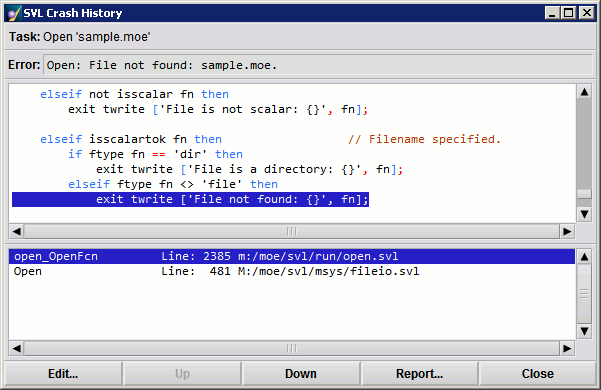 SVL Crash History
Task: Open 'sample.moe'
Error: Open: File not found: sample.moe.
elseif not isscalar fn then
exit twrite ['File is not scalar: {}', fn];
elseif isscalartok fn then // Filename specified.
if ftype fn == 'dir' then
exit twrite ['File is a directory: {}', fn];
elseif ftype fn <> 'file' then
exit twrite ['File not found: {}', fn];
open_OpenFcn Line: 2385 m:/moe/svl/run/open.svl
Open Line: 481 M:/moe/svl/msys/fileio.svl
Edit... Up Down Report... Close